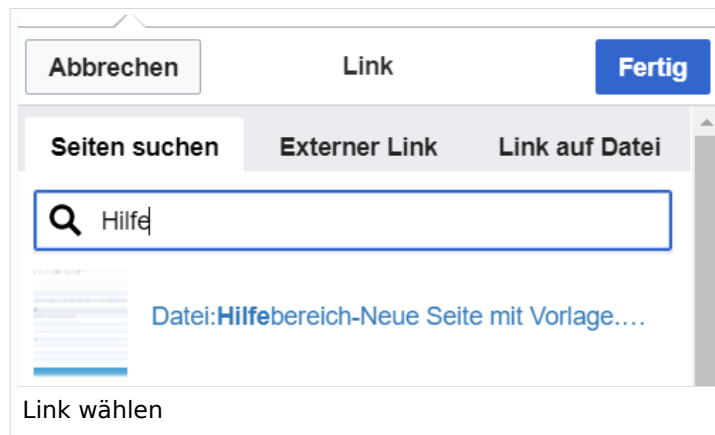 Abbrechen Link Fertig
Seiten suchen Externer Link Link auf Datei
Hilfe
Datei:Hilfebereich-Neue Seite mit Vorlage....
Link wählen